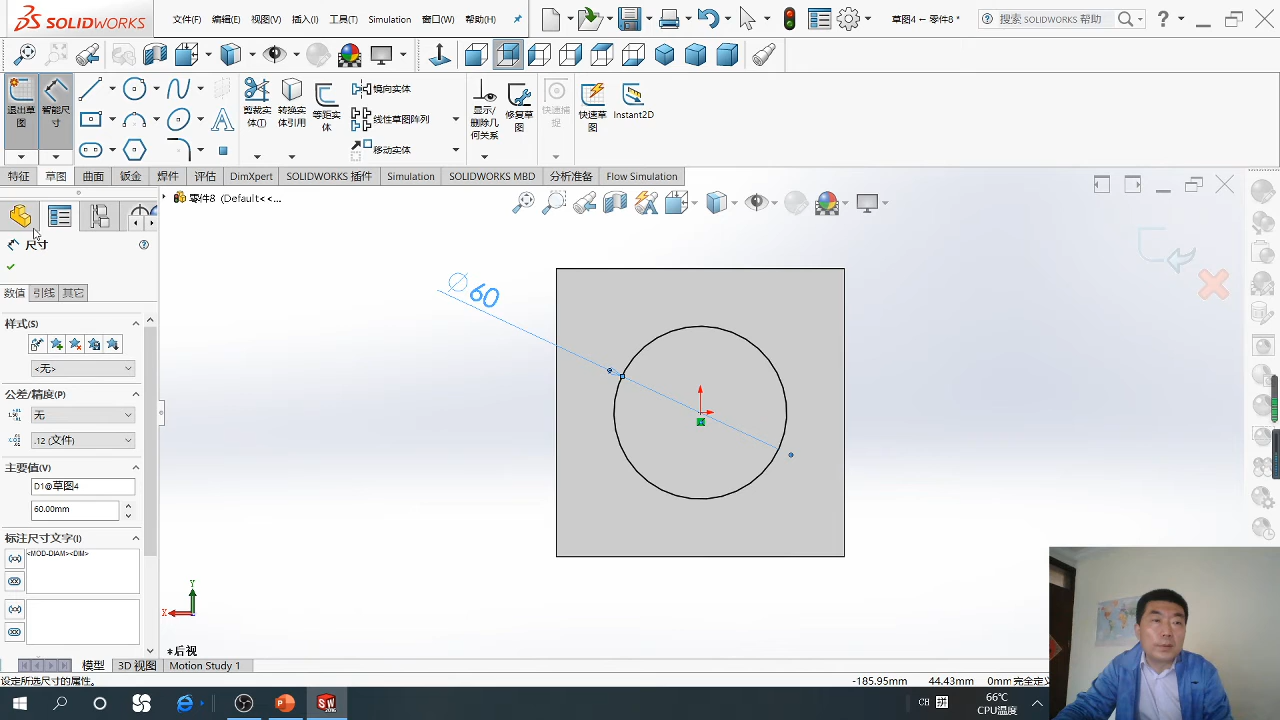 SOLIDWORKS
文件(F) 编辑(E) 视图(V) 插入(I) 工具(T) Simulation 窗口(W) 帮助(H)
草图4 ← 零件8 *
搜索 SOLIDWORKS 帮助
退出草图
智能尺寸
剪裁实体(T)
转换实体引用
等距实体
镜向实体
线性草图阵列
移动实体
显示/删除几何关系
修复草图
快速捕捉
快速草图
Instant2D
特征 草图 曲面 钣金 焊件 评估 DimXpert SOLIDWORKS 插件 Simulation SOLIDWORKS MBD 分析准备 Flow Simulation
零件8 (Default<<...
尺寸
数值 引线 其它
样式(S)
<无>
公差/精度(P)
无
.12 (文件)
主要值(V)
D1@草图4
60.00mm
标注尺寸文字(I)
<MOD-DIAM><DIM>
∅60
Y
X
*后视
模型 3D 视图 Motion Study 1
设定所选尺寸的属性。
-185.95mm 44.43mm 0mm 完全定义
CH 拼
66℃
CPU温度
SW
2016